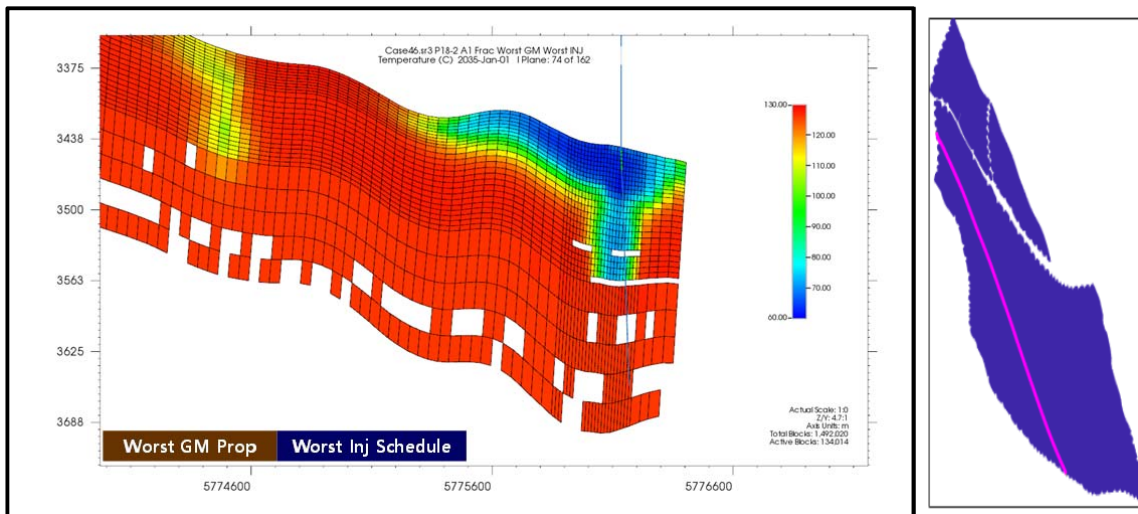 Case46.sr3 P18-2 A1 Frac Worst GM Worst INJ
Temperature (C) 2035-Jan-01 I Plane: 74 of 162
3375
3438
3500
3563
3625
3688
130.00
120.00
110.00
100.00
90.00
80.00
70.00
60.00
Actual Scale: 1:0
Z/Y: 4.7:1
Axis Units: m
Total Blocks: 1,492,020
Active Blocks: 134,014
Worst GM Prop
Worst Inj Schedule
5774600
5775600
5776600